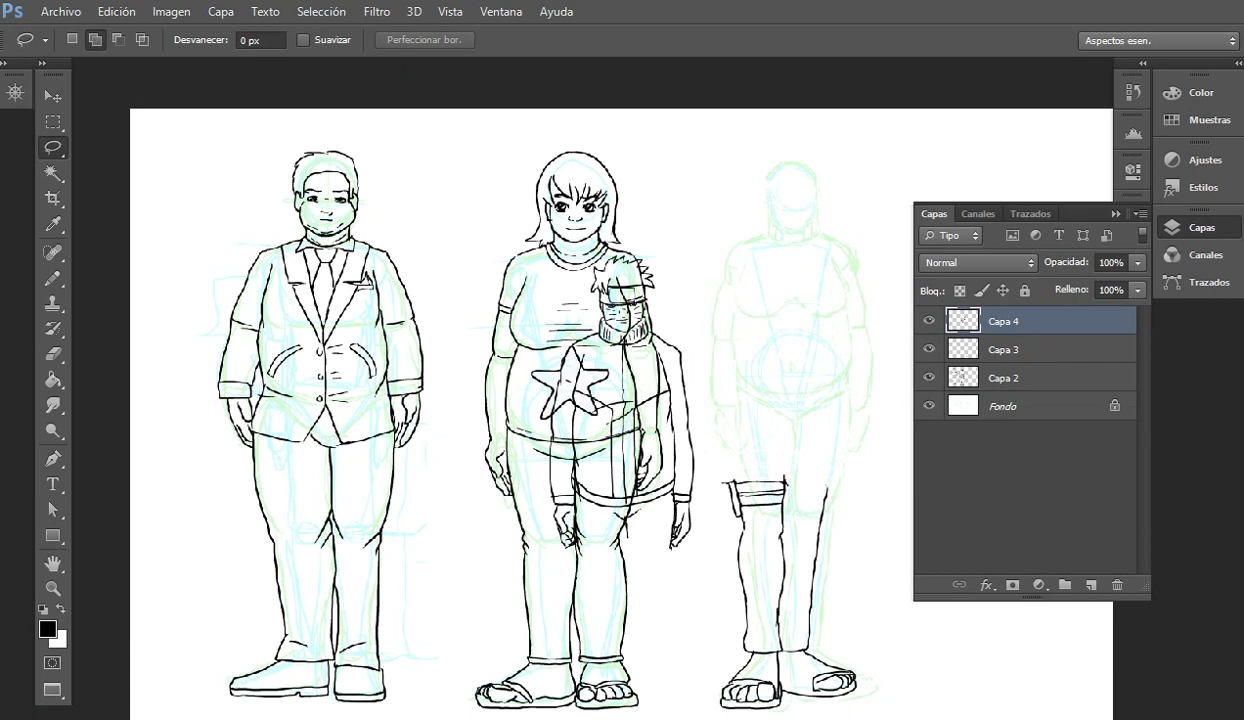 Ps Archivo Edición Imagen Capa Texto Selección Filtro 3D Vista Ventana Ayuda
Desvanecer: 0 px Suavizar Perfeccionar bor. Aspectos esen.
Color
Muestras
Ajustes
Estilos
Capas
Canales
Trazados
Capas Canales Trazados
Tipo
Normal Opacidad: 100%
Bloq.: Relleno: 100%
Capa 4
Capa 3
Capa 2
Fondo
fx
T